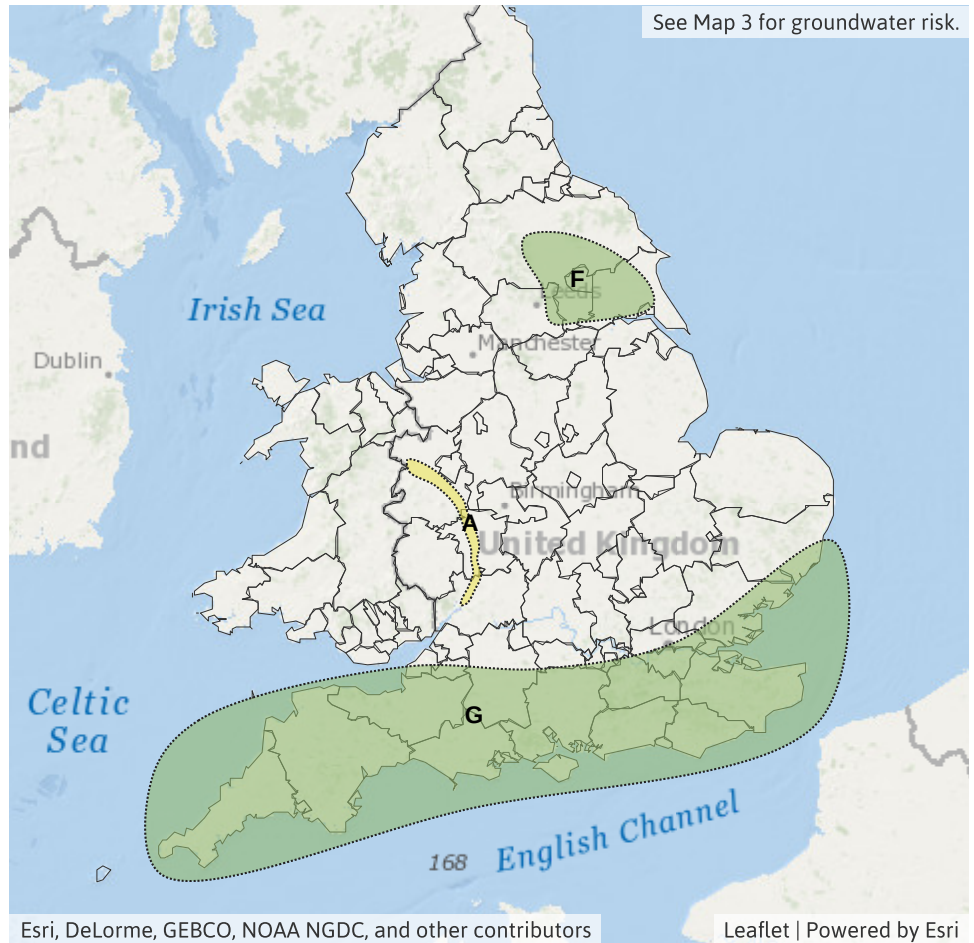 See Map 3 for groundwater risk.
F
Leeds
Irish Sea
Manchester
Dublin
nd
Birmingham
A
United Kingdom
London
Celtic
Sea
G
English Channel
168
Esri, DeLorme, GEBCO, NOAA NGDC, and other contributors
Leaflet | Powered by Esri